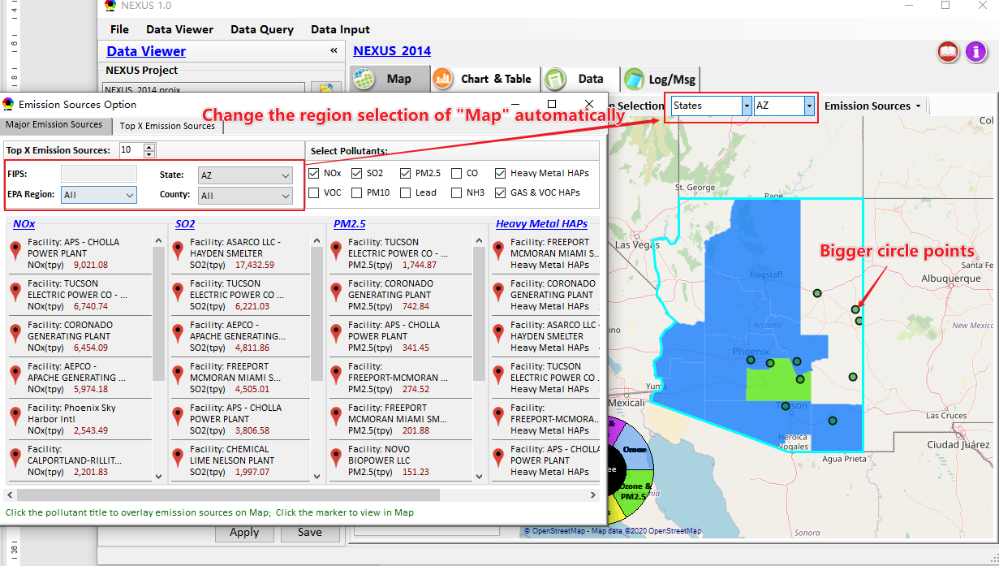 NEXUS 1.0
File Data Viewer Data Query Data Input
Data Viewer «
NEXUS Project
NEXUS_2014.projx
NEXUS_2014
Map Chart & Table Data Log/Msg
Selection States AZ Emission Sources
Emission Sources Option
Change the region selection of "Map" automatically
Major Emission Sources Top X Emission Sources
Top X Emission Sources: 10
Select Pollutants:
FIPS: State: AZ
EPA Region: All County: All
NOx SO2 PM2.5 CO Heavy Metal HAPs
VOC PM10 Lead NH3 GAS & VOC HAPs
NOx
Facility: APS - CHOLLA
POWER PLANT
NOx(tpy) 9,021.08
Facility: TUCSON
ELECTRIC POWER CO - ...
NOx(tpy) 6,740.74
Facility: CORONADO
GENERATING PLANT
NOx(tpy) 6,454.09
Facility: AEPCO -
APACHE GENERATING ...
NOx(tpy) 5,974.18
Facility: Phoenix Sky
Harbor Intl
NOx(tpy) 2,543.49
Facility:
CALPORTLAND-RILLIT...
NOx(tpy) 2,201.83
SO2
Facility: ASARCO LLC -
HAYDEN SMELTER
SO2(tpy) 17,432.59
Facility: TUCSON
ELECTRIC POWER CO ...
SO2(tpy) 6,221.03
Facility: AEPCO -
APACHE GENERATING...
SO2(tpy) 4,811.86
Facility: FREEPORT
MCMORAN MIAMI S...
SO2(tpy) 4,505.01
Facility: APS - CHOLLA
POWER PLANT
SO2(tpy) 3,806.58
Facility: CHEMICAL
LIME NELSON PLANT
SO2(tpy) 1,997.07
PM2.5
Facility: TUCSON
ELECTRIC POWER CO - ...
PM2.5(tpy) 1,744.87
Facility: CORONADO
GENERATING PLANT
PM2.5(tpy) 742.84
Facility: APS - CHOLLA
POWER PLANT
PM2.5(tpy) 341.45
Facility:
FREEPORT-MCMORAN ...
PM2.5(tpy) 274.52
Facility: FREEPORT
MCMORAN MIAMI SM...
PM2.5(tpy) 201.88
Facility: NOVO
BIOPOWER LLC
PM2.5(tpy) 151.23
Heavy Metal HAPs
Facility: FREEPORT
MCMORAN MIAMI S...
Heavy Metal HAPs
Facility: CORONADO
GENERATING PLANT
Heavy Metal HAPs
Facility: ASARCO LLC -
HAYDEN SMELTER
Heavy Metal HAPs
Facility: TUCSON
ELECTRIC POWER CO
Heavy Metal HAPs
Facility:
FREEPORT-MCMORA...
Heavy Metal HAPs
Facility: APS - CHOLLA
POWER PLANT
Heavy Metal HAPs
Click the pollutant title to overlay emission sources on Map; Click the marker to view in Map
Apply Save
Col
St. George
Page
Las Vegas
Bigger circle points
Santa Fe
Flagstaff
Albuquerque
Arizona
New Mexico
Phoenix
Yuma
Mexicali
Tucson
Las Cruces
Heroica
Nogales
Ciudad Juárez
Agua Prieta
Ozone
Ozone &
PM2.5
Sonora
© OpenStreetMap - Map data ©2020 OpenStreetMap